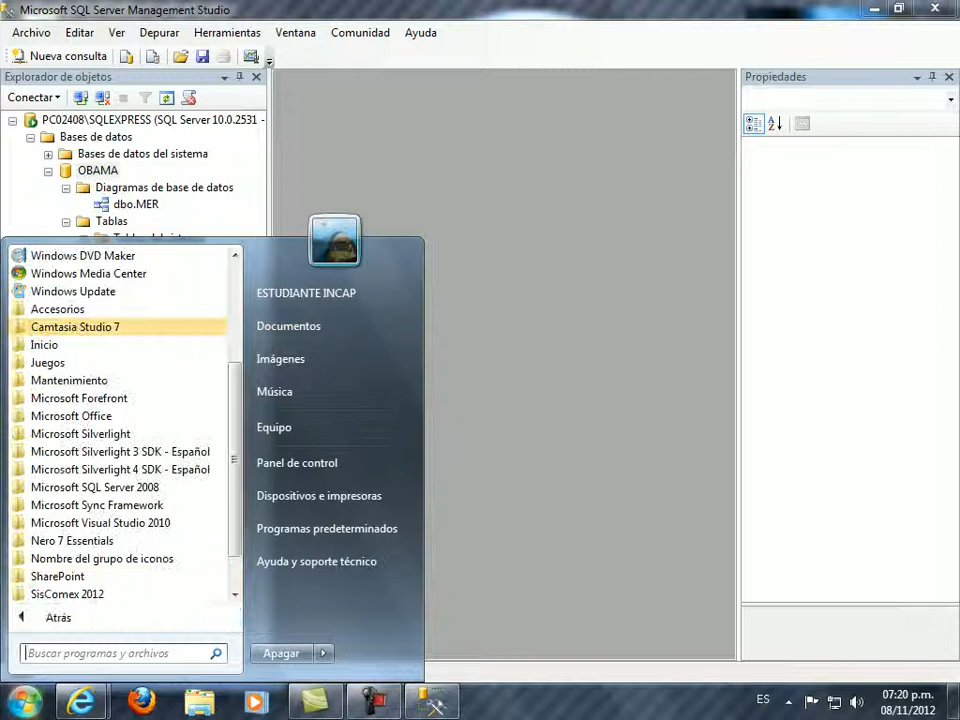 Microsoft SQL Server Management Studio
Archivo Editar Ver Depurar Herramientas Ventana Comunidad Ayuda
Nueva consulta
Explorador de objetos
Conectar
PC02408\SQLEXPRESS (SQL Server 10.0.2531 -
Bases de datos
Bases de datos del sistema
OBAMA
Diagramas de base de datos
dbo.MER
Tablas
Propiedades
Windows DVD Maker
Windows Media Center
Windows Update
Accesorios
Camtasia Studio 7
Inicio
Juegos
Mantenimiento
Microsoft Forefront
Microsoft Office
Microsoft Silverlight
Microsoft Silverlight 3 SDK - Español
Microsoft Silverlight 4 SDK - Español
Microsoft SQL Server 2008
Microsoft Sync Framework
Microsoft Visual Studio 2010
Nero 7 Essentials
Nombre del grupo de iconos
SharePoint
SisComex 2012
Atrás
Buscar programas y archivos
ESTUDIANTE INCAP
Documentos
Imágenes
Música
Equipo
Panel de control
Dispositivos e impresoras
Programas predeterminados
Ayuda y soporte técnico
Apagar
ES
07:20 p.m.
08/11/2012